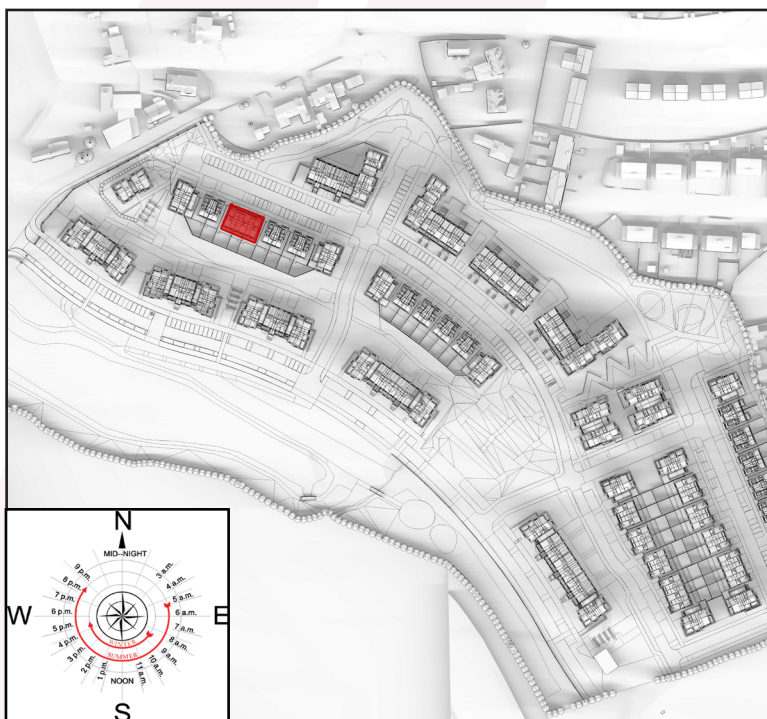 N
MID--NIGHT
9 p.m.
3 a.m.
8 p.m.
4 a.m.
7 p.m.
5 a.m.
W
6 p.m.
6 a.m.
E
5 p.m.
7 a.m.
4 p.m.
WINTER
8 a.m.
3 p.m.
SUMMER
9 a.m.
2 p.m.
10 a.m.
1 p.m.
11 a.m.
NOON
S